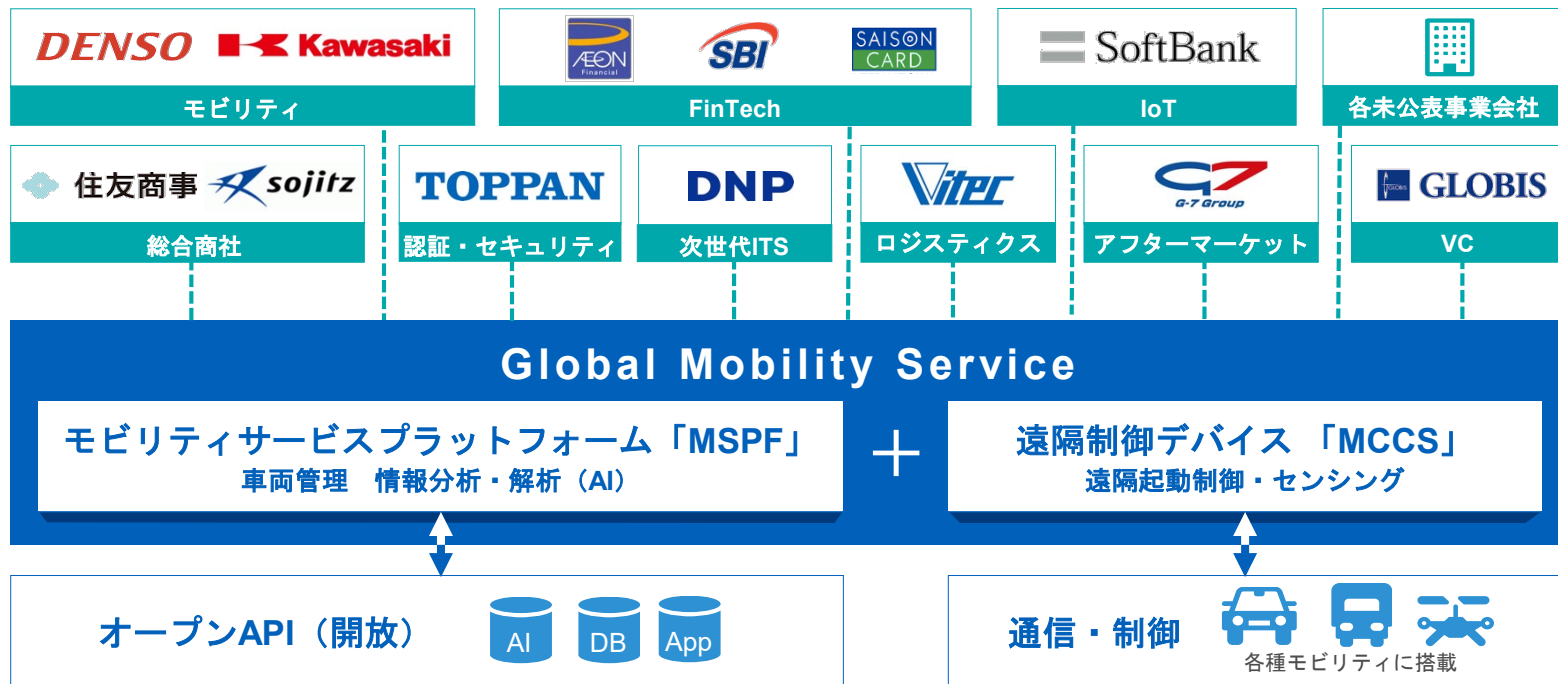 DENSO
Kawasaki
モビリティ
ÆON
Financial
SBI
SAISON
CARD
FinTech
SoftBank
IoT
各未公表事業会社
住友商事
sojitz
総合商社
TOPPAN
認証・セキュリティ
DNP
次世代ITS
Vitec
ロジスティクス
G-7 Group
アフターマーケット
GLOBIS
GLOBIS
VC
Global Mobility Service
モビリティサービスプラットフォーム「MSPF」
車両管理　情報分析・解析（AI）
＋
遠隔制御デバイス 「MCCS」
遠隔起動制御・センシング
オープンAPI（開放）
AI
DB
App
通信・制御
各種モビリティに搭載